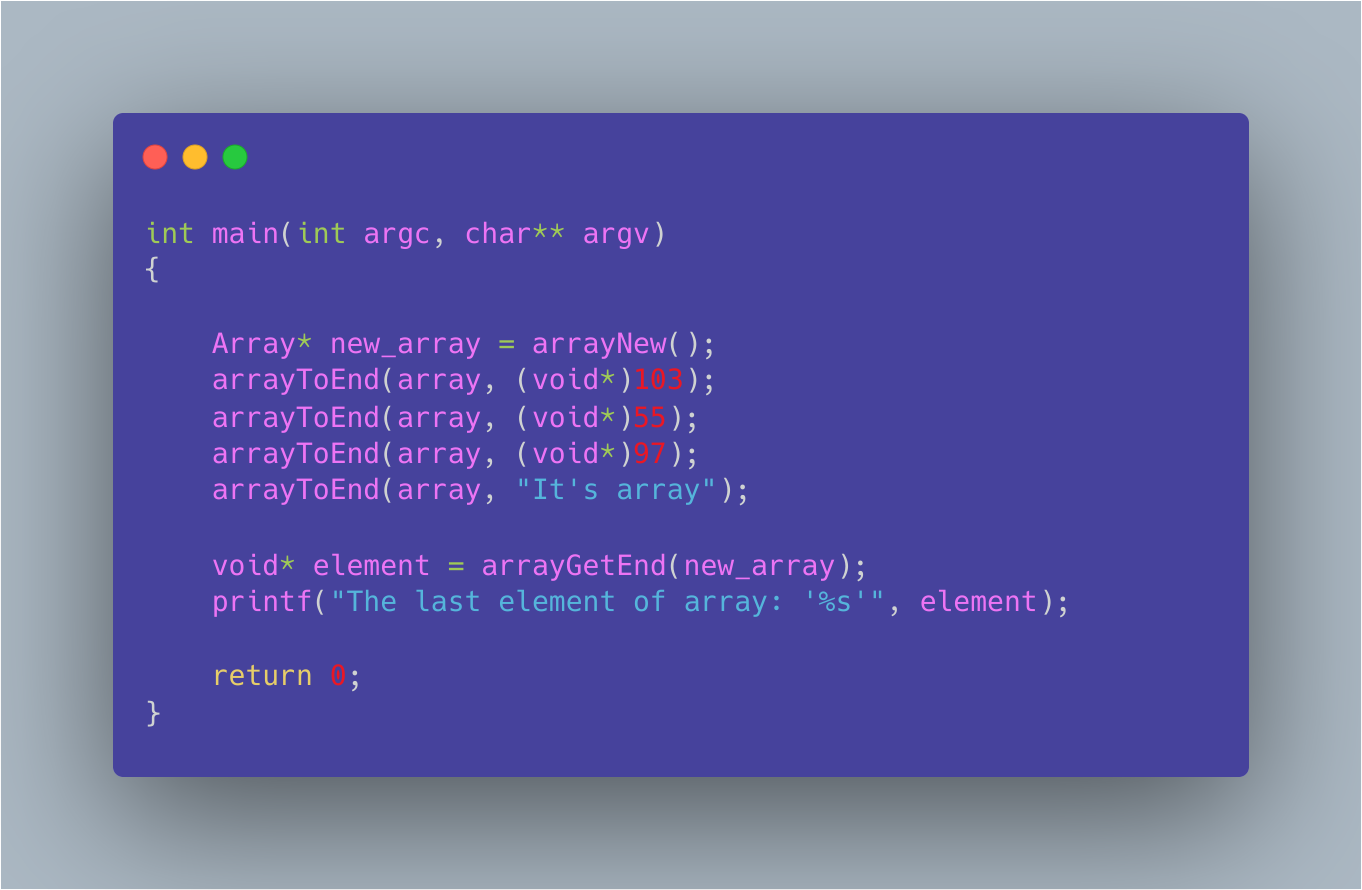 int main(int argc, char** argv)
{
    Array* new_array = arrayNew();
    arrayToEnd(array, (void*)103);
    arrayToEnd(array, (void*)55);
    arrayToEnd(array, (void*)97);
    arrayToEnd(array, "It's array");
    void* element = arrayGetEnd(new_array);
    printf("The last element of array: '%s'", element);
    return 0;
}